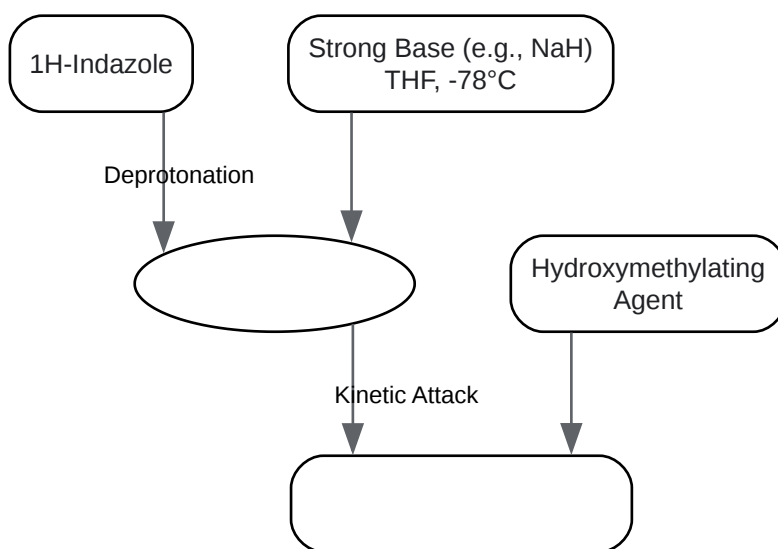 1H-Indazole
Strong Base (e.g., NaH)
THF, -78°C
Deprotonation
Hydroxymethylating
Agent
Kinetic Attack